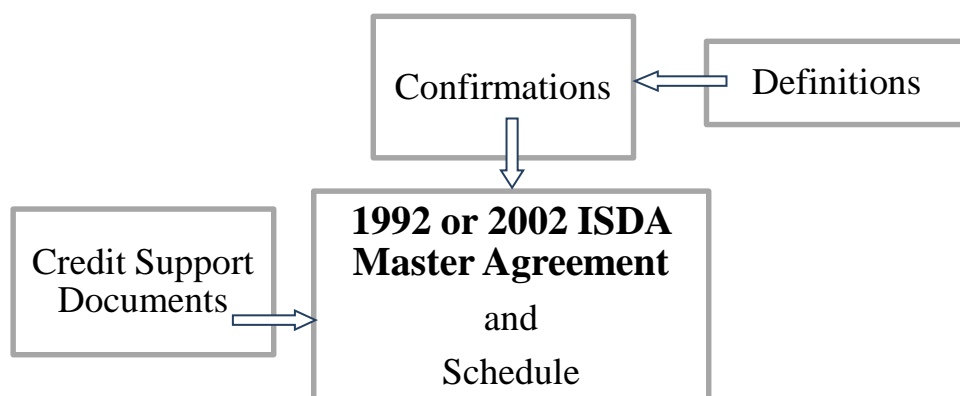 Confirmations
Definitions
Credit Support
Documents
1992 or 2002 ISDA
Master Agreement
and
Schedule